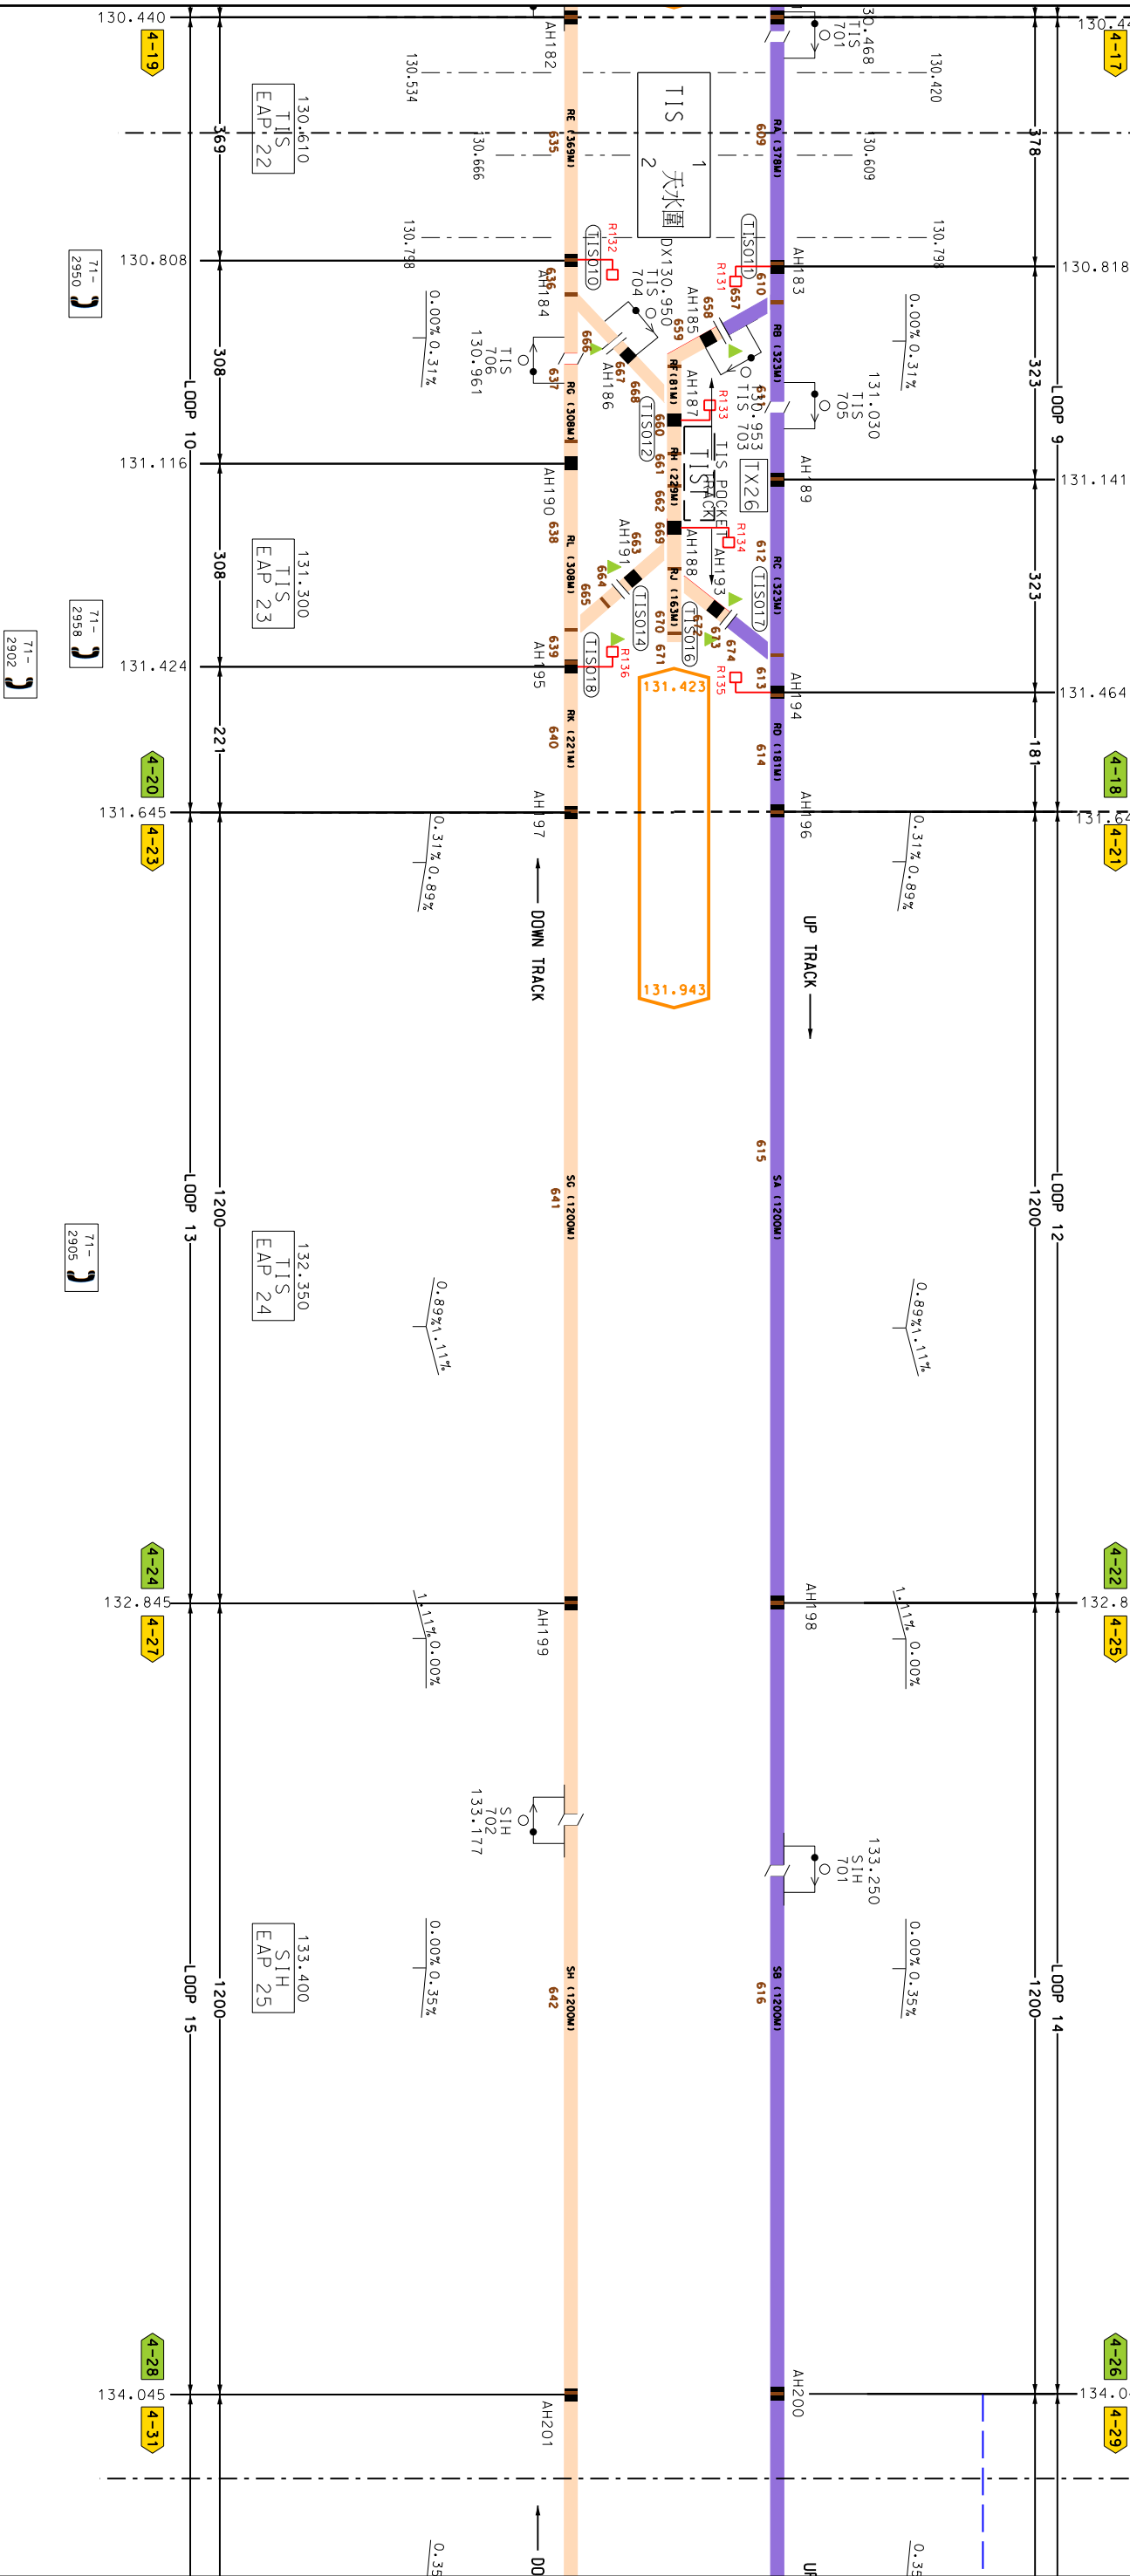 130.440
4-19
AH182
TIS
701
4-17
130.534
130.420
130.610
TIS
EAP 22
369
RE (369M)
635
TIS
1
2
天水圍
RA (378M)
609
378
130.666
130.609
130.798
130.798
71-
2950
130.808
R132
TIS010
636
AH184
DX130.950
TIS
704
R131
TIS011
AH183
610
130.818
657
658
659
AH185
0.00% 0.31%
0.00% 0.31%
308
TIS
706
130.961
637
RG (308M)
666
667
668
AH186
RF (81M)
AH187
R133
TIS
703
RB (323M)
131.030
TIS
705
323
LOOP 10
LOOP 9
TIS012
660
661
662
RH (229M)
TIS POCKET
TRACK
TX26
131.116
AH190
AH189
131.141
638
RL (308M)
308
131.300
TIS
EAP 23
663
AH191
664
665
669
AH188
R134
AH193
612
TIS017
RC (323M)
323
RJ (163M)
TIS014
TIS016
670
671
673
674
71-
2958
71-
2902
131.424
639
AH195
TIS018
R136
R135
613
AH194
131.464
131.423
221
RK (221M)
640
614
RD (181M)
181
4-20
4-18
131.645
AH197
AH196
4-23
4-21
0.31% 0.89%
0.31% 0.89%
DOWN TRACK
UP TRACK
131.943
LOOP 13
1200
SG (1200M)
641
615
SA (1200M)
1200
LOOP 12
71-
2905
132.350
TIS
EAP 24
0.89% 1.11%
0.89% 1.11%
4-24
4-22
132.845
AH199
AH198
4-27
4-25
1.11% 0.00%
1.11% 0.00%
SIH
702
133.177
133.250
SIH
701
133.400
SIH
EAP 25
0.00% 0.35%
0.00% 0.35%
LOOP 15
1200
SH (1200M)
642
616
SB (1200M)
1200
LOOP 14
4-28
4-26
134.045
AH201
AH200
4-31
4-29